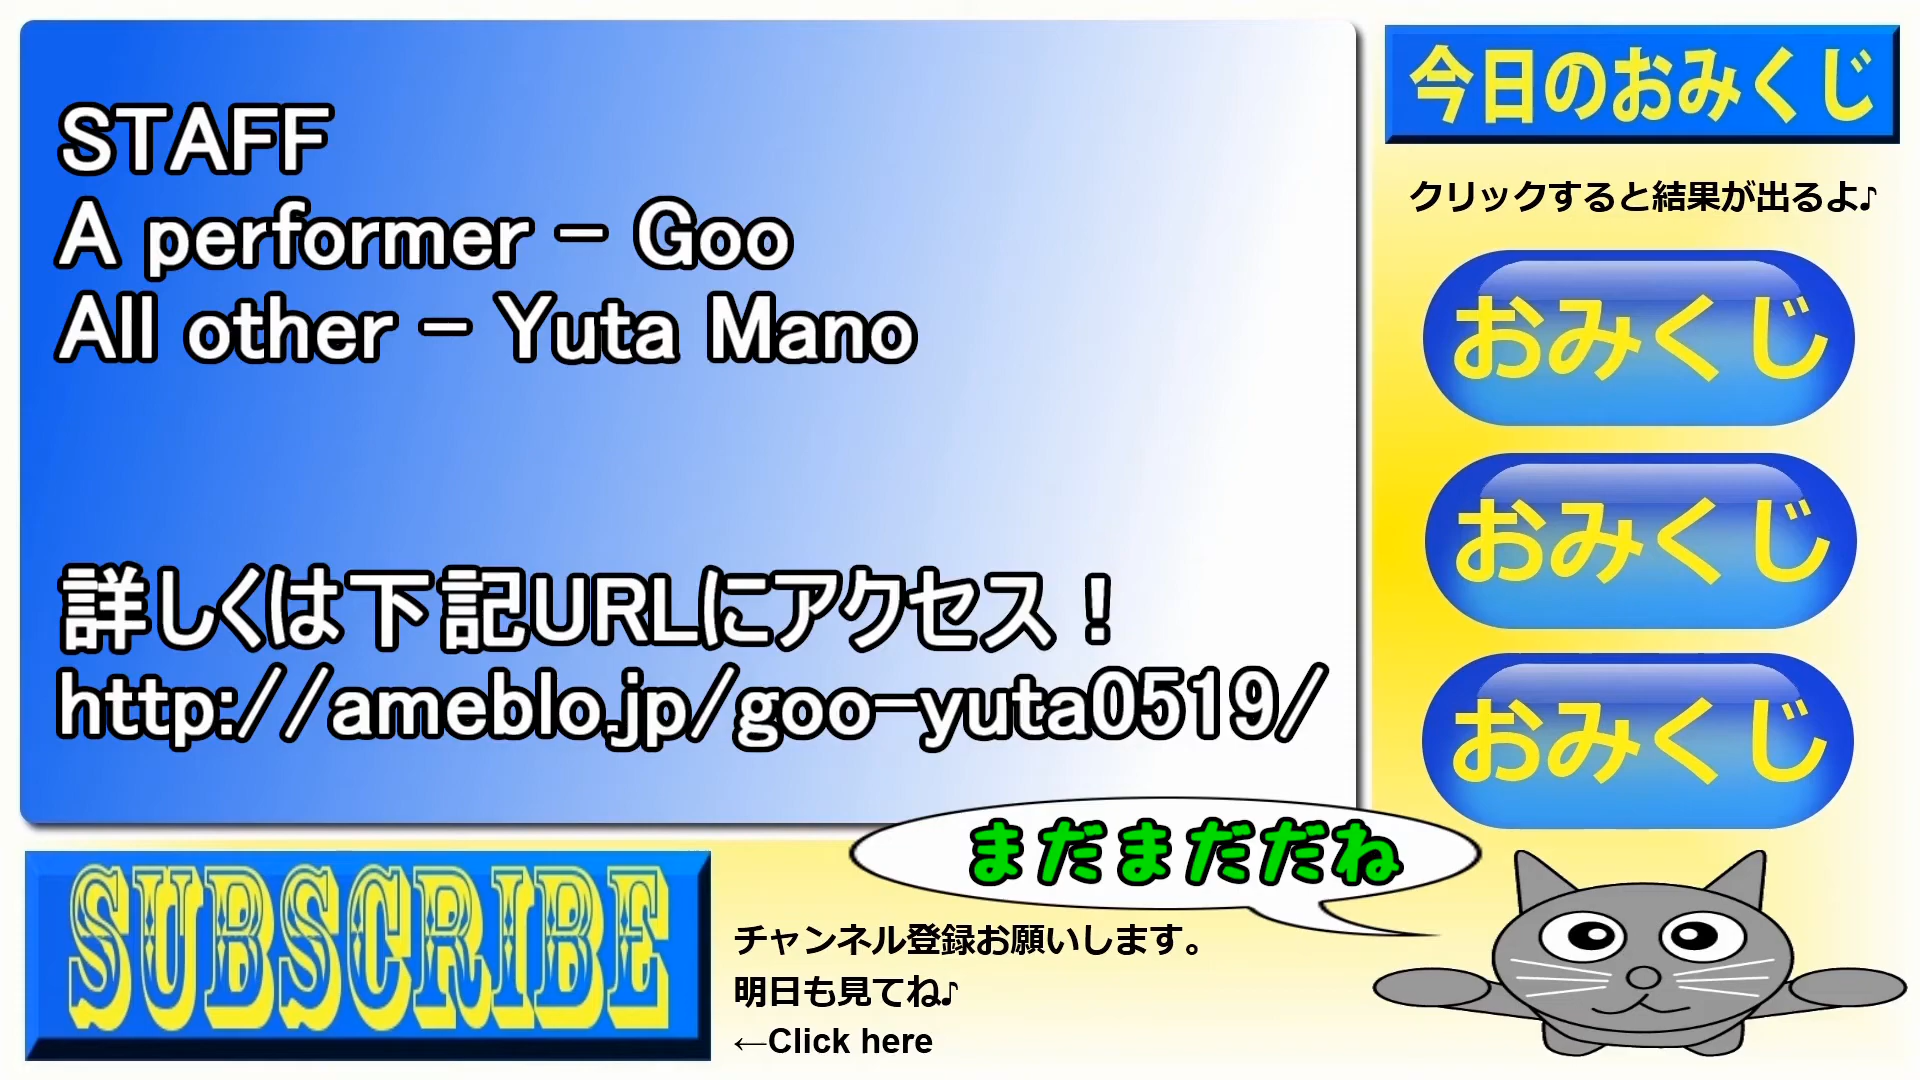 STAFF
A performer - Goo
All other - Yuta Mano
詳しくは下記URLにアクセス！
http://ameblo.jp/goo-yuta0519/
今日のおみくじ
クリックすると結果が出るよ♪
おみくじ
おみくじ
おみくじ
まだまだだね
SUBSCRIBE
チャンネル登録お願いします。
明日も見てね♪
←Click here